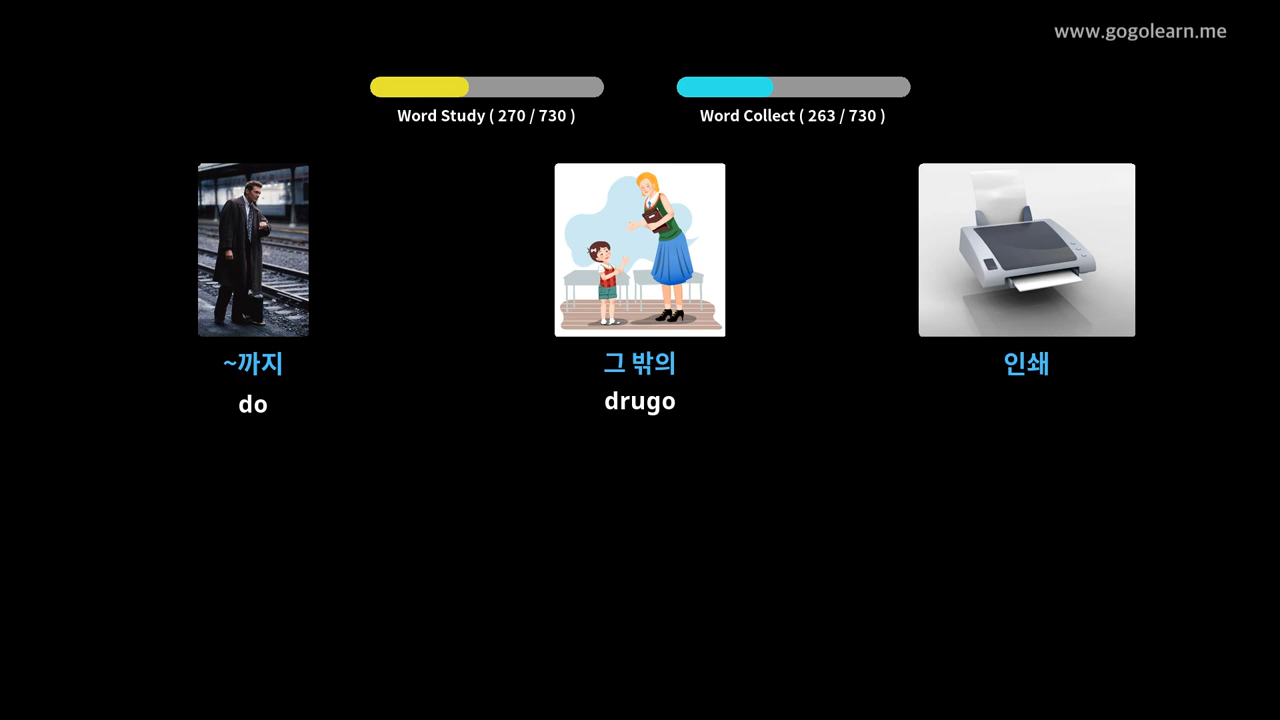 www.gogolearn.me
Word Study ( 270 / 730 )
Word Collect ( 263 / 730 )
~까지
do
그 밖의
drugo
인쇄